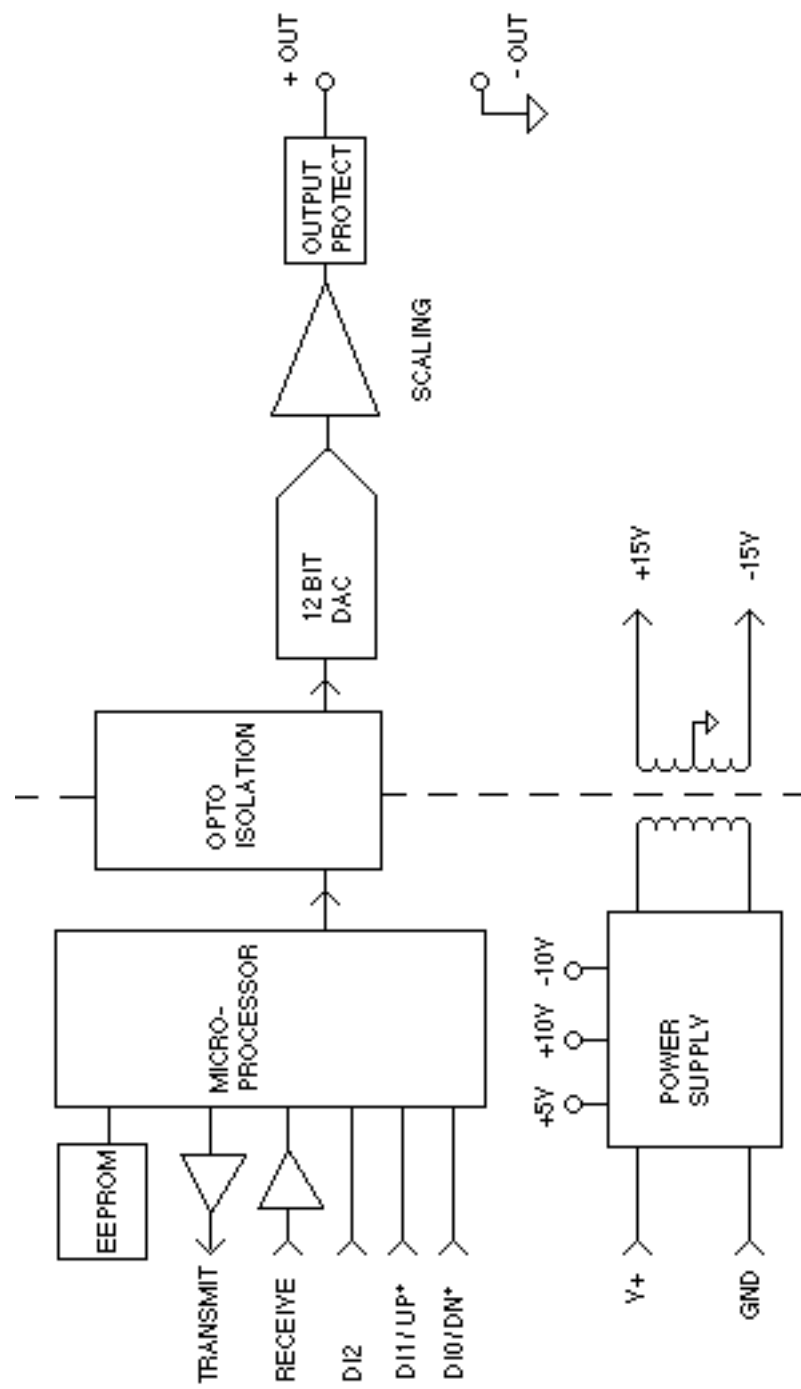 EEPROM
TRANSMIT
RECEIVE
DI2
DI1/UP*
DI0/DN*
MICRO-
PROCESSOR
OPTO
ISOLATION
12 BIT
DAC
SCALING
OUTPUT
PROTECT
+ OUT
- OUT
V+
GND
POWER
SUPPLY
+5V
+10V
-10V
+15V
-15V